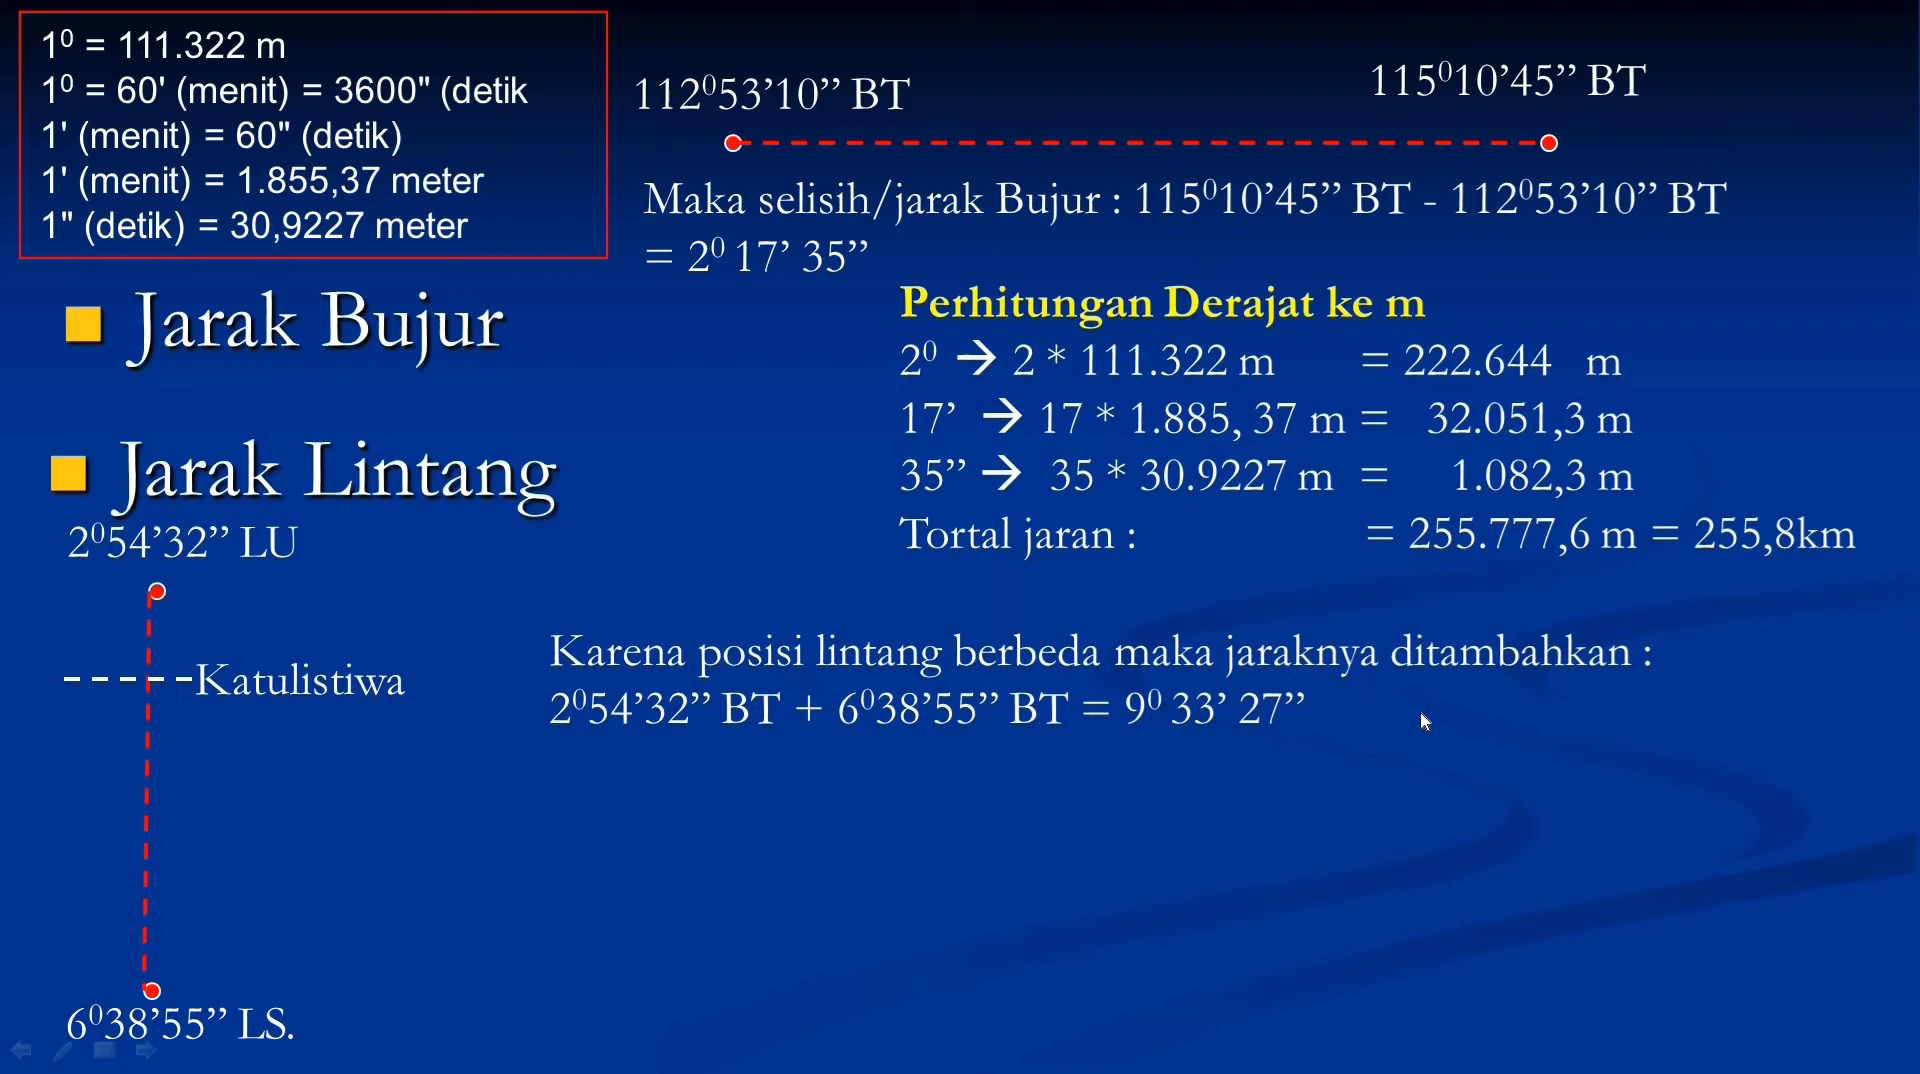 1⁰ = 111.322 m
1⁰ = 60' (menit) = 3600" (detik
1' (menit) = 60" (detik)
1' (menit) = 1.855,37 meter
1" (detik) = 30,9227 meter
112⁰53’10’’ BT
115⁰10’45’’ BT
Maka selisih/jarak Bujur : 115⁰10’45’’ BT - 112⁰53’10’’ BT
= 2⁰ 17’ 35’’
Jarak Bujur
Perhitungan Derajat ke m
2⁰ → 2 * 111.322 m = 222.644 m
17’ → 17 * 1.885, 37 m = 32.051,3 m
35’’ → 35 * 30.9227 m = 1.082,3 m
Tortal jaran : = 255.777,6 m = 255,8km
Jarak Lintang
2⁰54’32’’ LU
Katulistiwa
Karena posisi lintang berbeda maka jaraknya ditambahkan :
2⁰54’32’’ BT + 6⁰38’55’’ BT = 9⁰ 33’ 27’’
6⁰38’55’’ LS.